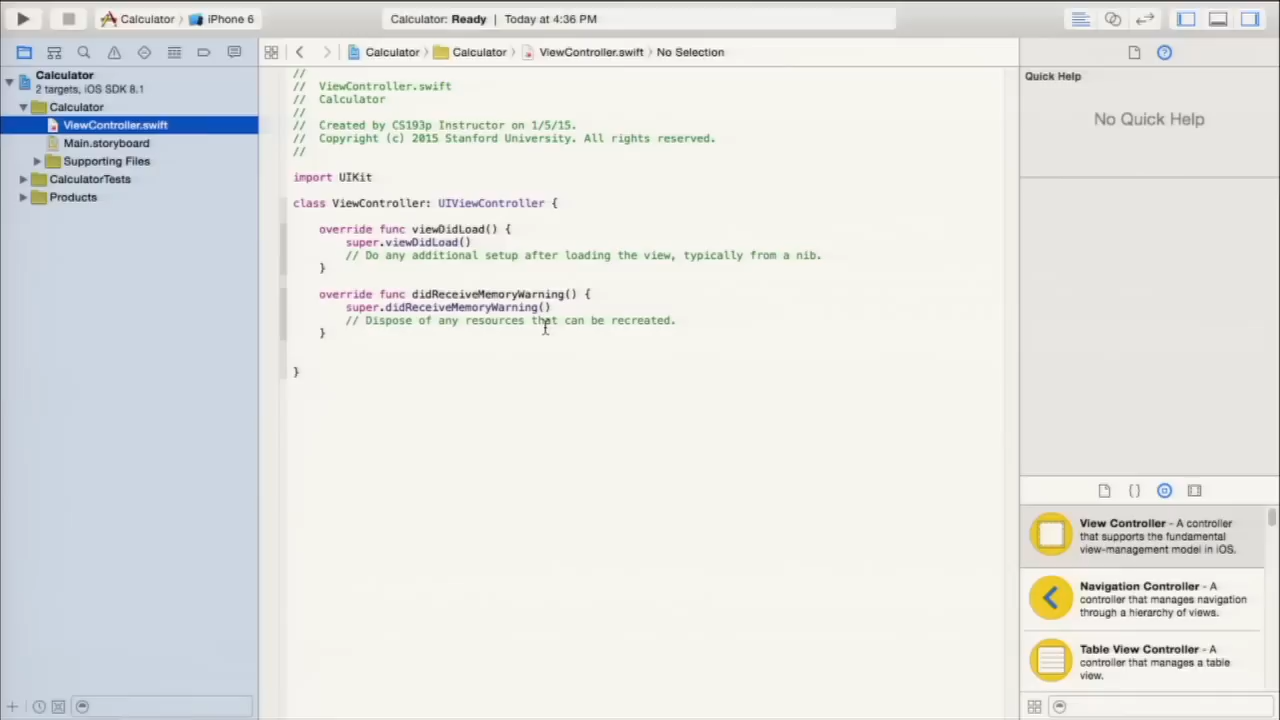 Calculator
iPhone 6
Calculator: Ready | Today at 4:36 PM
Calculator
Calculator
ViewController.swift
No Selection
Calculator
2 targets, iOS SDK 8.1
Calculator
ViewController.swift
Main.storyboard
Supporting Files
CalculatorTests
Products
//
//  ViewController.swift
//  Calculator
//
//  Created by CS193p Instructor on 1/5/15.
//  Copyright (c) 2015 Stanford University. All rights reserved.
//
import UIKit
class ViewController: UIViewController {
    override func viewDidLoad() {
        super.viewDidLoad()
        // Do any additional setup after loading the view, typically from a nib.
    }
    override func didReceiveMemoryWarning() {
        super.didReceiveMemoryWarning()
        // Dispose of any resources that can be recreated.
    }
}
Quick Help
No Quick Help
{}
View Controller - A controller
that supports the fundamental
view-management model in iOS.
Navigation Controller - A
controller that manages navigation
through a hierarchy of views.
Table View Controller - A
controller that manages a table
view.